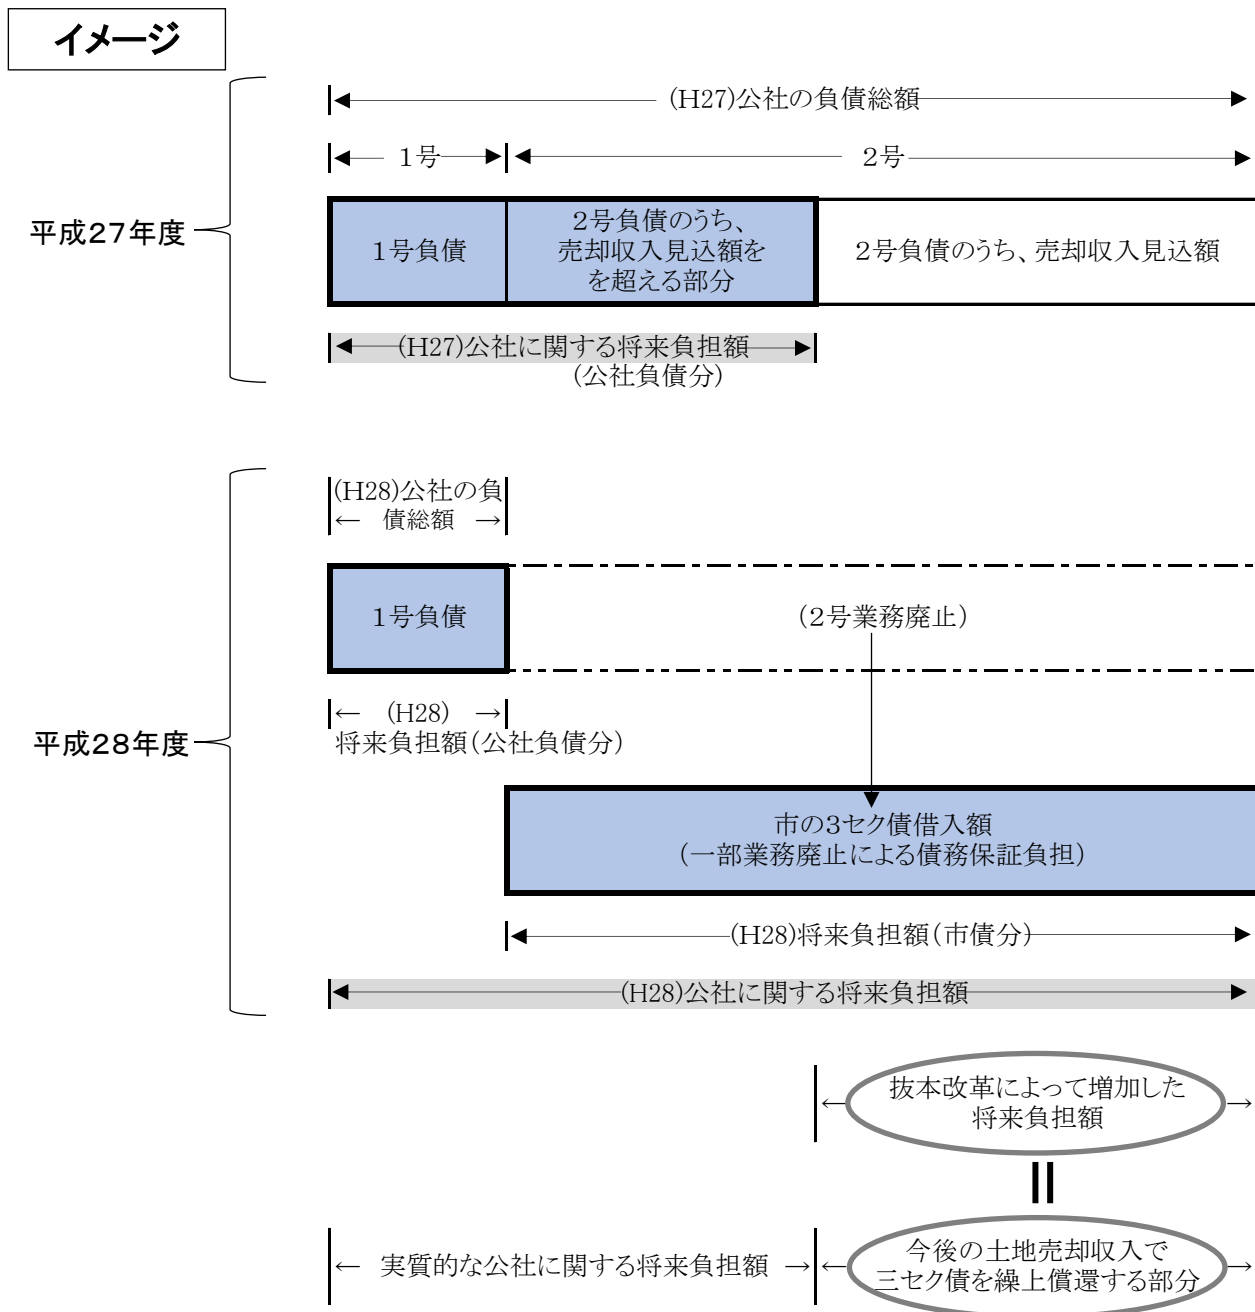 イメージ
(H27)公社の負債総額
1号
2号
平成27年度
1号負債
2号負債のうち、
売却収入見込額を
を超える部分
2号負債のうち、売却収入見込額
(H27)公社に関する将来負担額
(公社負債分)
(H28)公社の負
← 債総額 →
1号負債
(2号業務廃止)
← (H28) →
将来負担額(公社負債分)
平成28年度
市の3セク債借入額
(一部業務廃止による債務保証負担)
(H28)将来負担額(市債分)
(H28)公社に関する将来負担額
← 抜本改革によって増加した →
将来負担額
||
← 実質的な公社に関する将来負担額 →
← 今後の土地売却収入で →
三セク債を繰上償還する部分